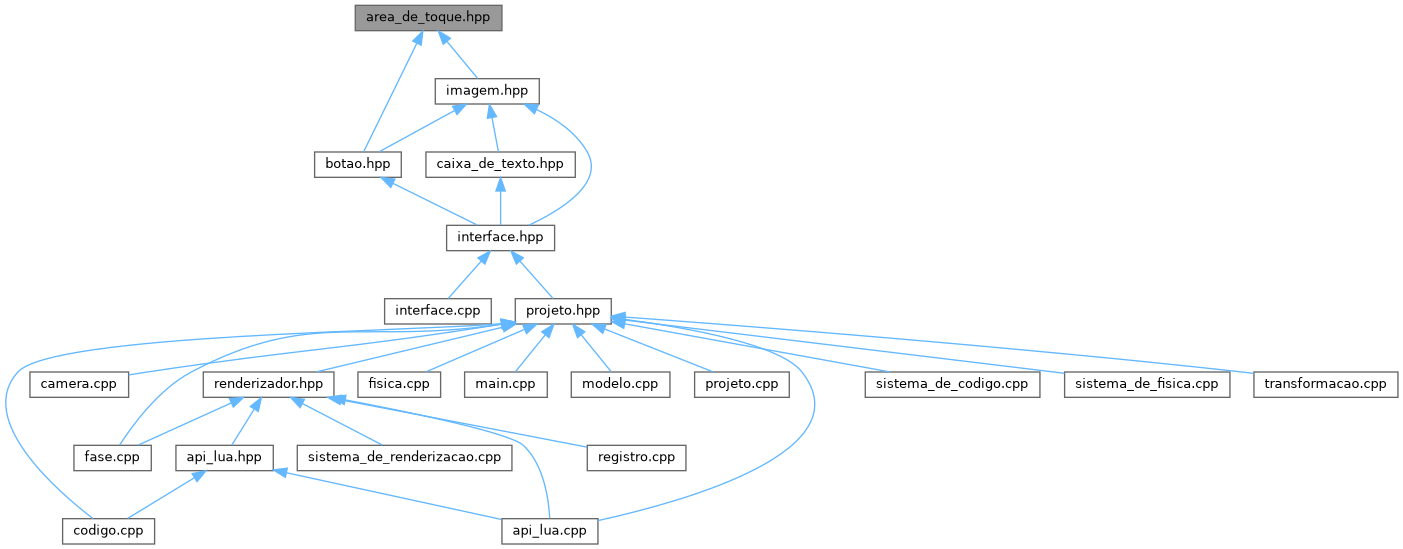 area_de_toque.hpp
imagem.hpp
botao.hpp
caixa_de_texto.hpp
interface.hpp
interface.cpp
projeto.hpp
camera.cpp
renderizador.hpp
fisica.cpp
main.cpp
modelo.cpp
projeto.cpp
sistema_de_codigo.cpp
sistema_de_fisica.cpp
transformacao.cpp
fase.cpp
api_lua.hpp
sistema_de_renderizacao.cpp
registro.cpp
codigo.cpp
api_lua.cpp